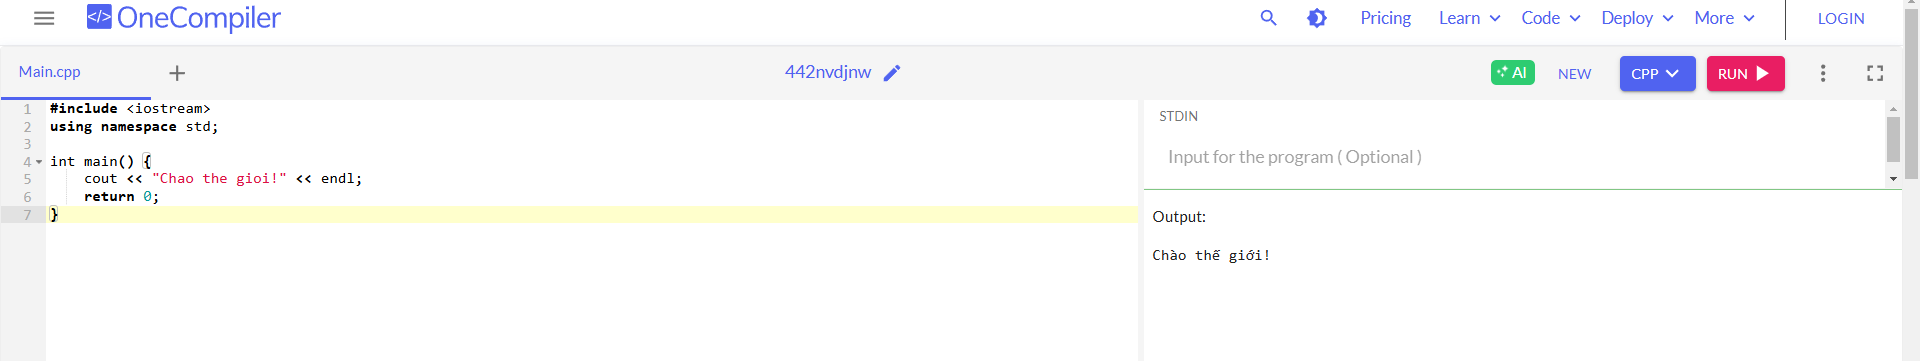 </> OneCompiler Pricing Learn Code Deploy More LOGIN
Main.cpp + 442nvdjnw AI NEW CPP RUN
1 #include <iostream>
2 using namespace std;
3
4 int main() {
5 cout << "Chao the gioi!" << endl;
6 return 0;
7 }
STDIN
Input for the program ( Optional )
Output:
Chào thế giới!